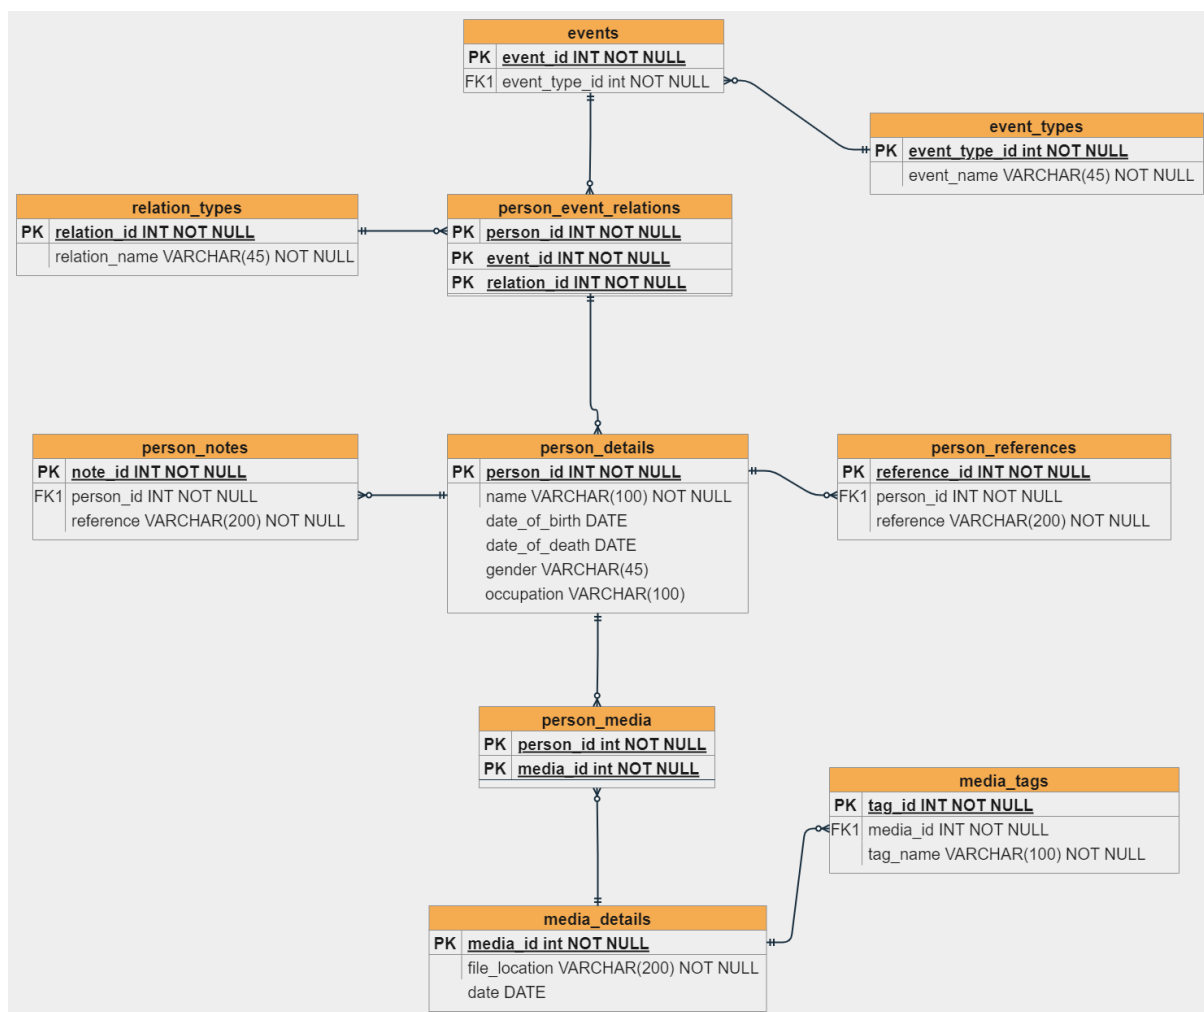 events
PK event_id INT NOT NULL
FK1 event_type_id int NOT NULL
event_types
PK event_type_id int NOT NULL
event_name VARCHAR(45) NOT NULL
relation_types
PK relation_id INT NOT NULL
relation_name VARCHAR(45) NOT NULL
person_event_relations
PK person_id INT NOT NULL
PK event_id INT NOT NULL
PK relation_id INT NOT NULL
person_notes
PK note_id INT NOT NULL
FK1 person_id INT NOT NULL
reference VARCHAR(200) NOT NULL
person_details
PK person_id INT NOT NULL
name VARCHAR(100) NOT NULL
date_of_birth DATE
date_of_death DATE
gender VARCHAR(45)
occupation VARCHAR(100)
person_references
PK reference_id INT NOT NULL
FK1 person_id INT NOT NULL
reference VARCHAR(200) NOT NULL
person_media
PK person_id int NOT NULL
PK media_id int NOT NULL
media_tags
PK tag_id INT NOT NULL
FK1 media_id INT NOT NULL
tag_name VARCHAR(100) NOT NULL
media_details
PK media_id int NOT NULL
file_location VARCHAR(200) NOT NULL
date DATE